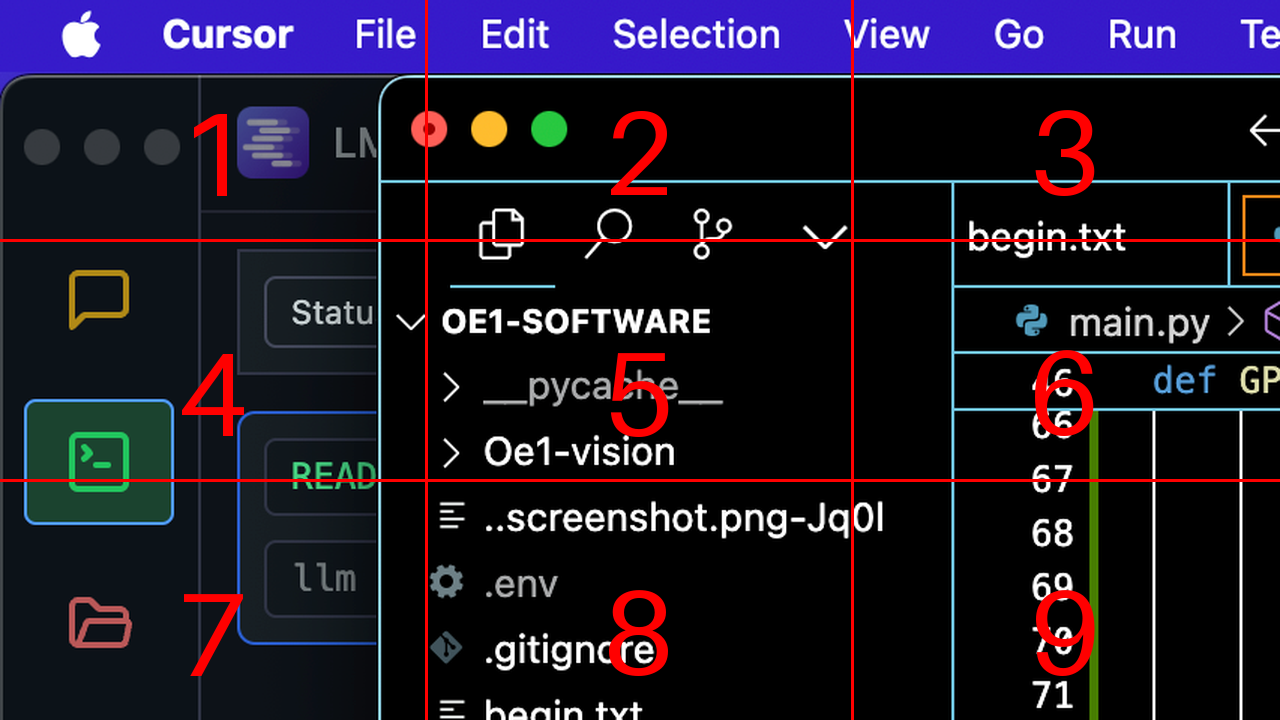 Cursor File Edit Selection View Go Run Te
1 2 3
LM
begin.txt
Statu
OE1-SOFTWARE
main.py
4 5 6
__pycache__
46 def GP
66
Oe1-vision
READ
67
..screenshot.png-Jq0l
68
llm
.env
69
7 8 9
.gitignore
70
71
begin.txt